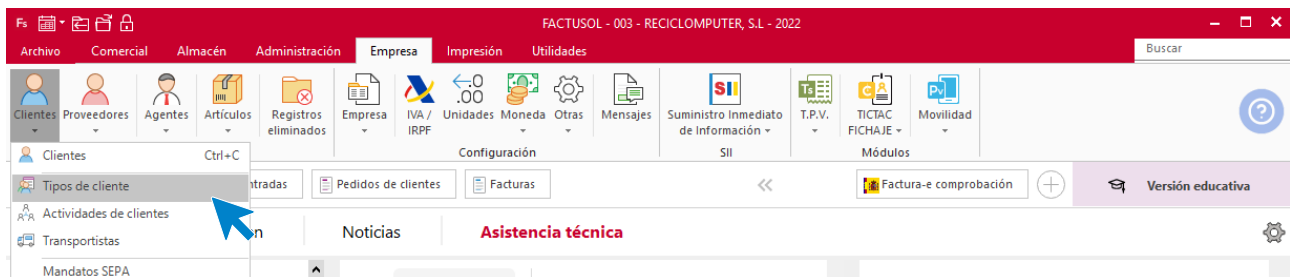 Fs
FACTUSOL - 003 - RECICLOMPUTER, S.L - 2022
Archivo Comercial Almacén Administración Empresa Impresión Utilidades Buscar
Clientes Proveedores Agentes Artículos Registros eliminados Empresa IVA / IRPF Unidades Moneda Otras Mensajes Suministro Inmediato de Información T.P.V. TICTAC FICHAJE Movilidad
Configuración SII Módulos
Clientes Ctrl+C
Tipos de cliente
Actividades de clientes
Transportistas
Mandatos SEPA
ntradas Pedidos de clientes Facturas Factura-e comprobación Versión educativa
n Noticias Asistencia técnica